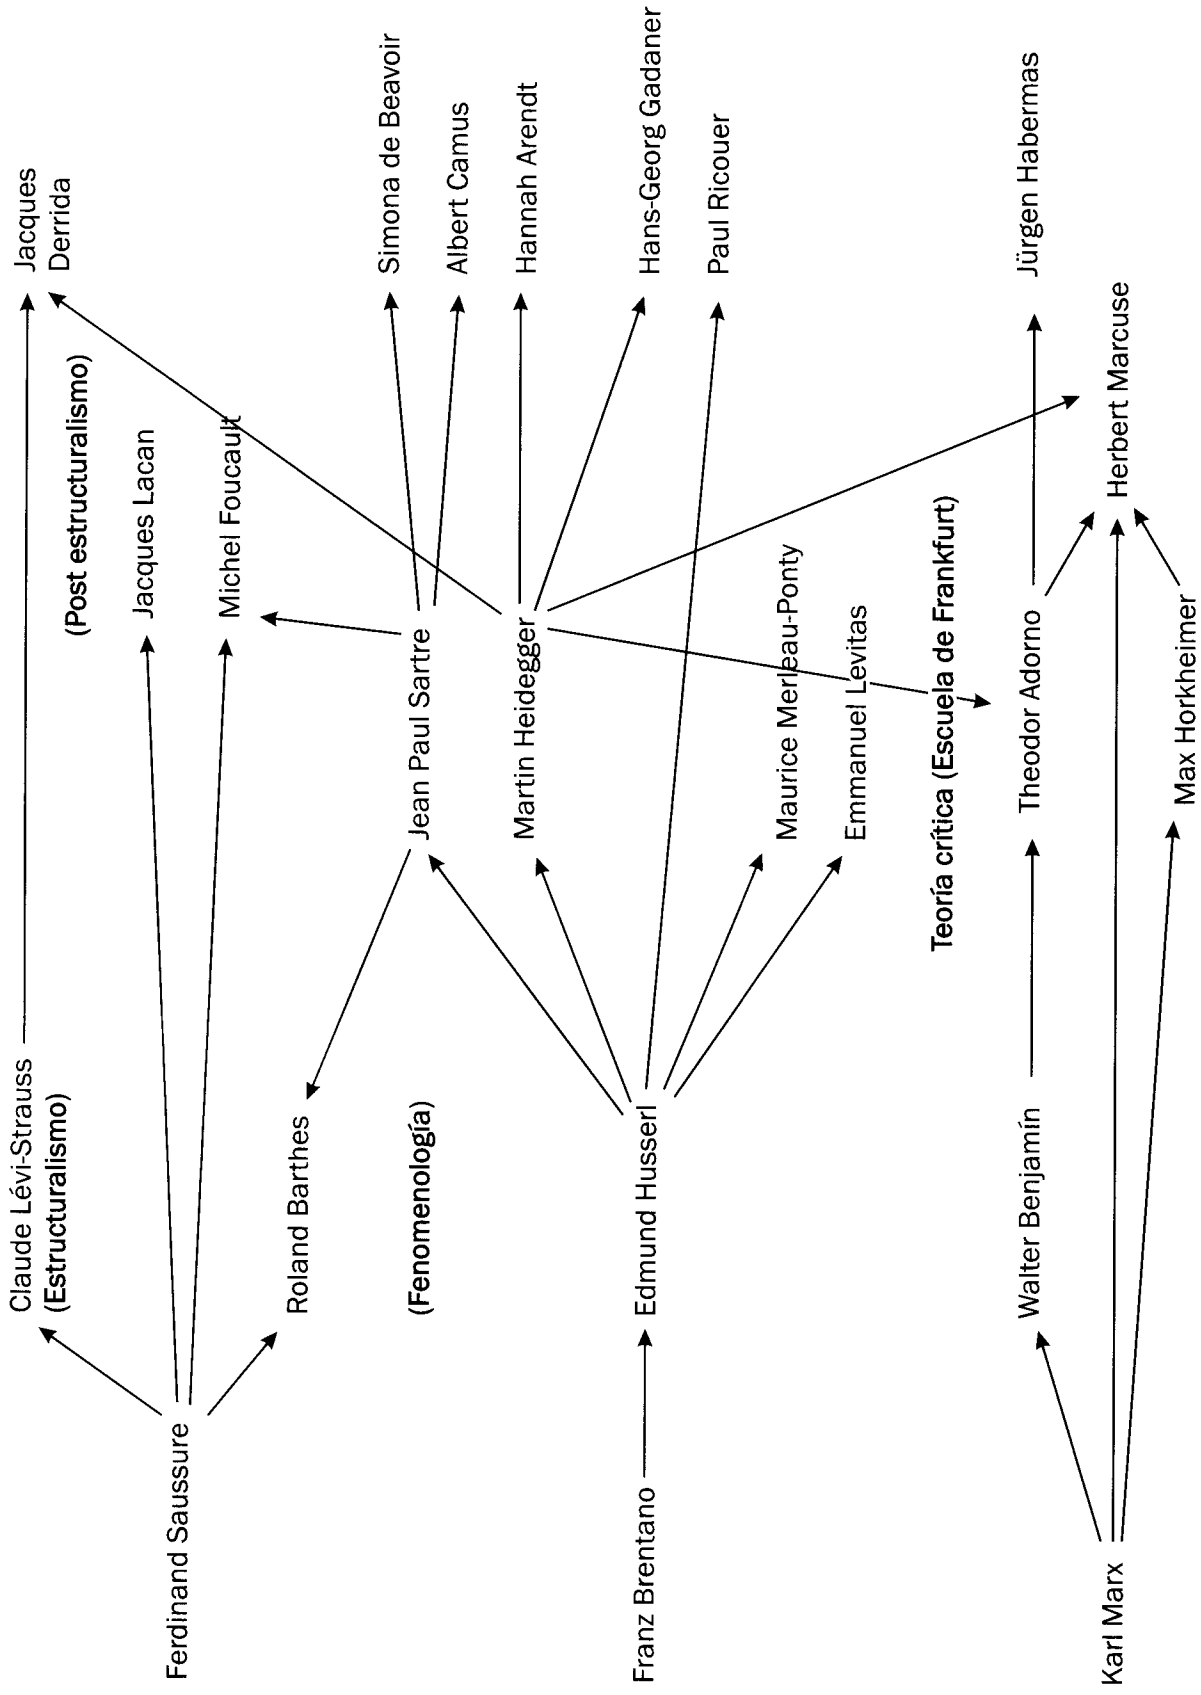 Claude Lévi-Strauss
(Estructuralismo)
Jacques
Derrida
(Post estructuralismo)
Jacques Lacan
Ferdinand Saussure
Michel Foucault
Roland Barthes
Simona de Beavoir
(Fenomenología)
Jean Paul Sartre
Albert Camus
Martin Heidegger
Hannah Arendt
Franz Brentano
Edmund Husserl
Hans-Georg Gadaner
Paul Ricouer
Maurice Merleau-Ponty
Emmanuel Levitas
Teoría crítica (Escuela de Frankfurt)
Walter Benjamín
Theodor Adorno
Jürgen Habermas
Karl Marx
Herbert Marcuse
Max Horkheimer